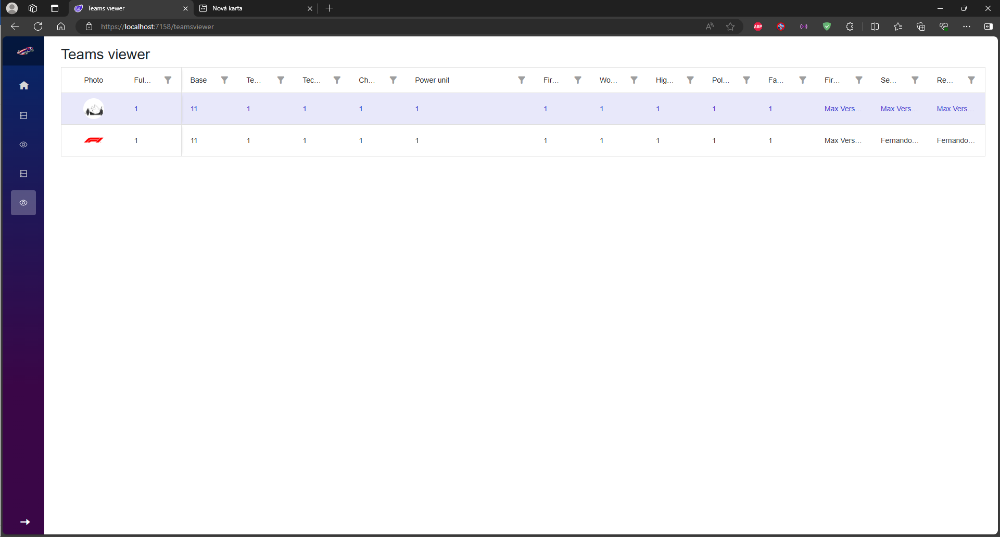 Teams viewer
Nová karta
https://localhost:7158/teamsviewer
ABP
Teams viewer
Photo Ful... Base Te... Tec... Ch... Power unit Fir... Wo... Hig... Pol... Fa... Fir... Se... Re...
1 11 1 1 1 1 1 1 1 1 1 Max Vers... Max Vers... Max Vers...
1 11 1 1 1 1 1 1 1 1 1 Max Vers... Fernando... Fernando...